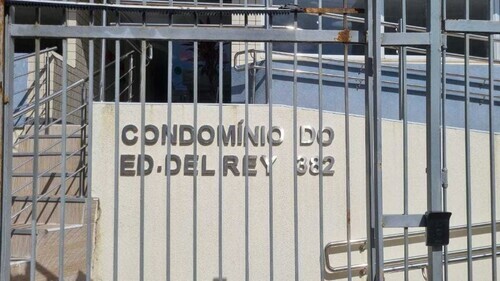 CONDOMÍNIO DO
ED. DEL REY 382